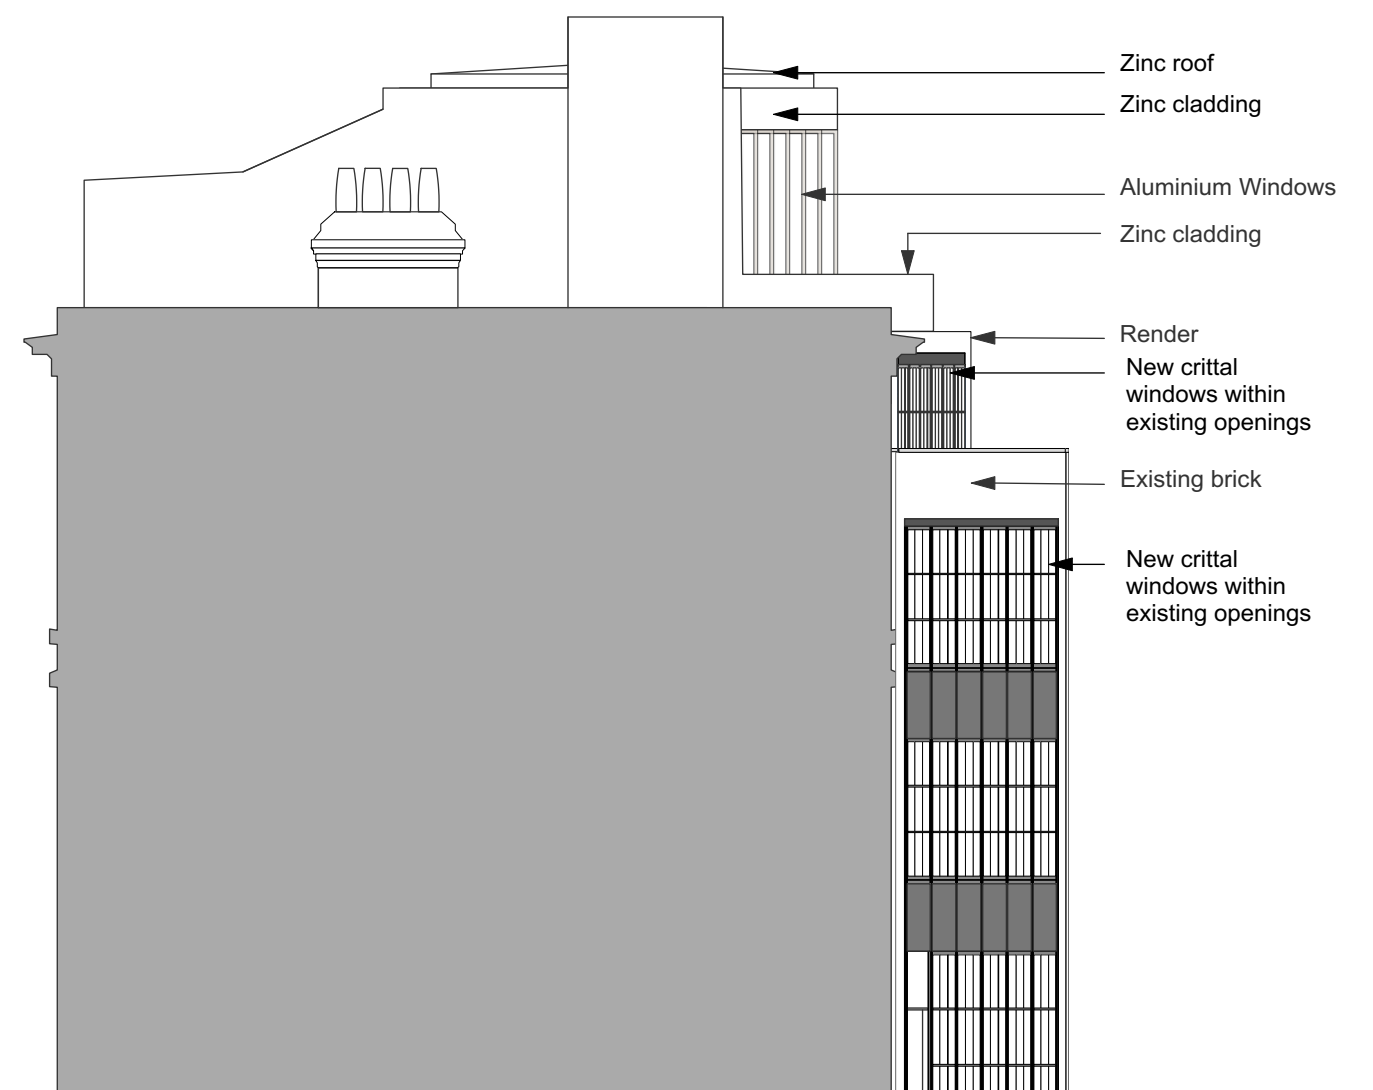 Zinc roof
Zinc cladding
Aluminium Windows
Zinc cladding
Render
New crittal
windows within
existing openings
Existing brick
New crittal
windows within
existing openings